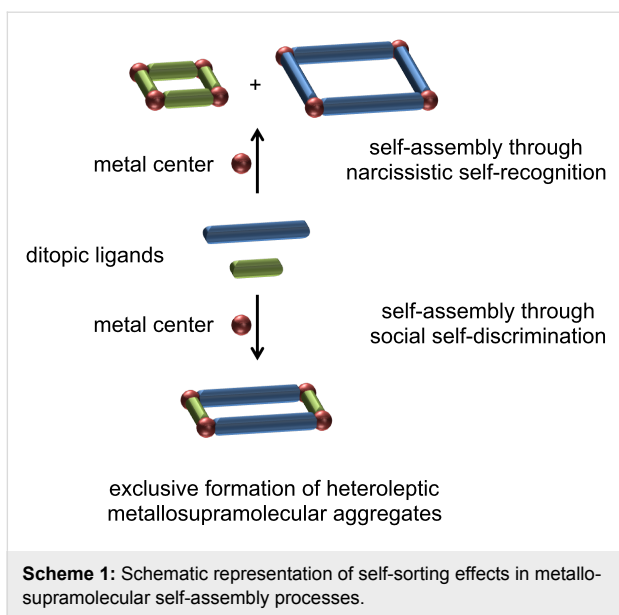 +
metal center
self-assembly through
narcissistic self-recognition
ditopic ligands
metal center
self-assembly through
social self-discrimination
exclusive formation of heteroleptic
metallosupramolecular aggregates
Scheme 1: Schematic representation of self-sorting effects in metallo-
supramolecular self-assembly processes.